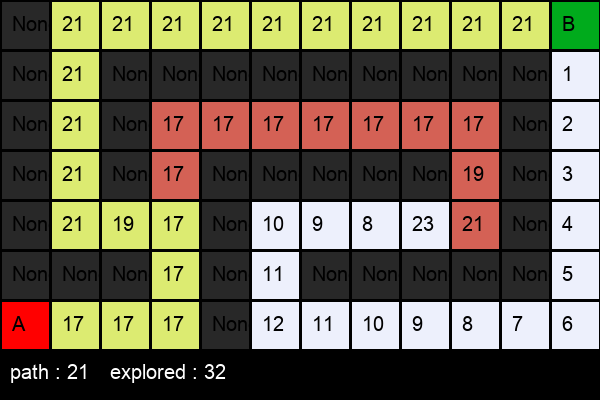 Non 21 21 21 21 21 21 21 21 21 21 B
Non 21 Non Non Non Non Non Non Non Non Non 1
Non 21 Non 17 17 17 17 17 17 17 Non 2
Non 21 Non 17 Non Non Non Non Non 19 Non 3
Non 21 19 17 Non 10 9 8 23 21 Non 4
Non Non Non 17 Non 11 Non Non Non Non Non 5
A 17 17 17 Non 12 11 10 9 8 7 6
path : 21 explored : 32